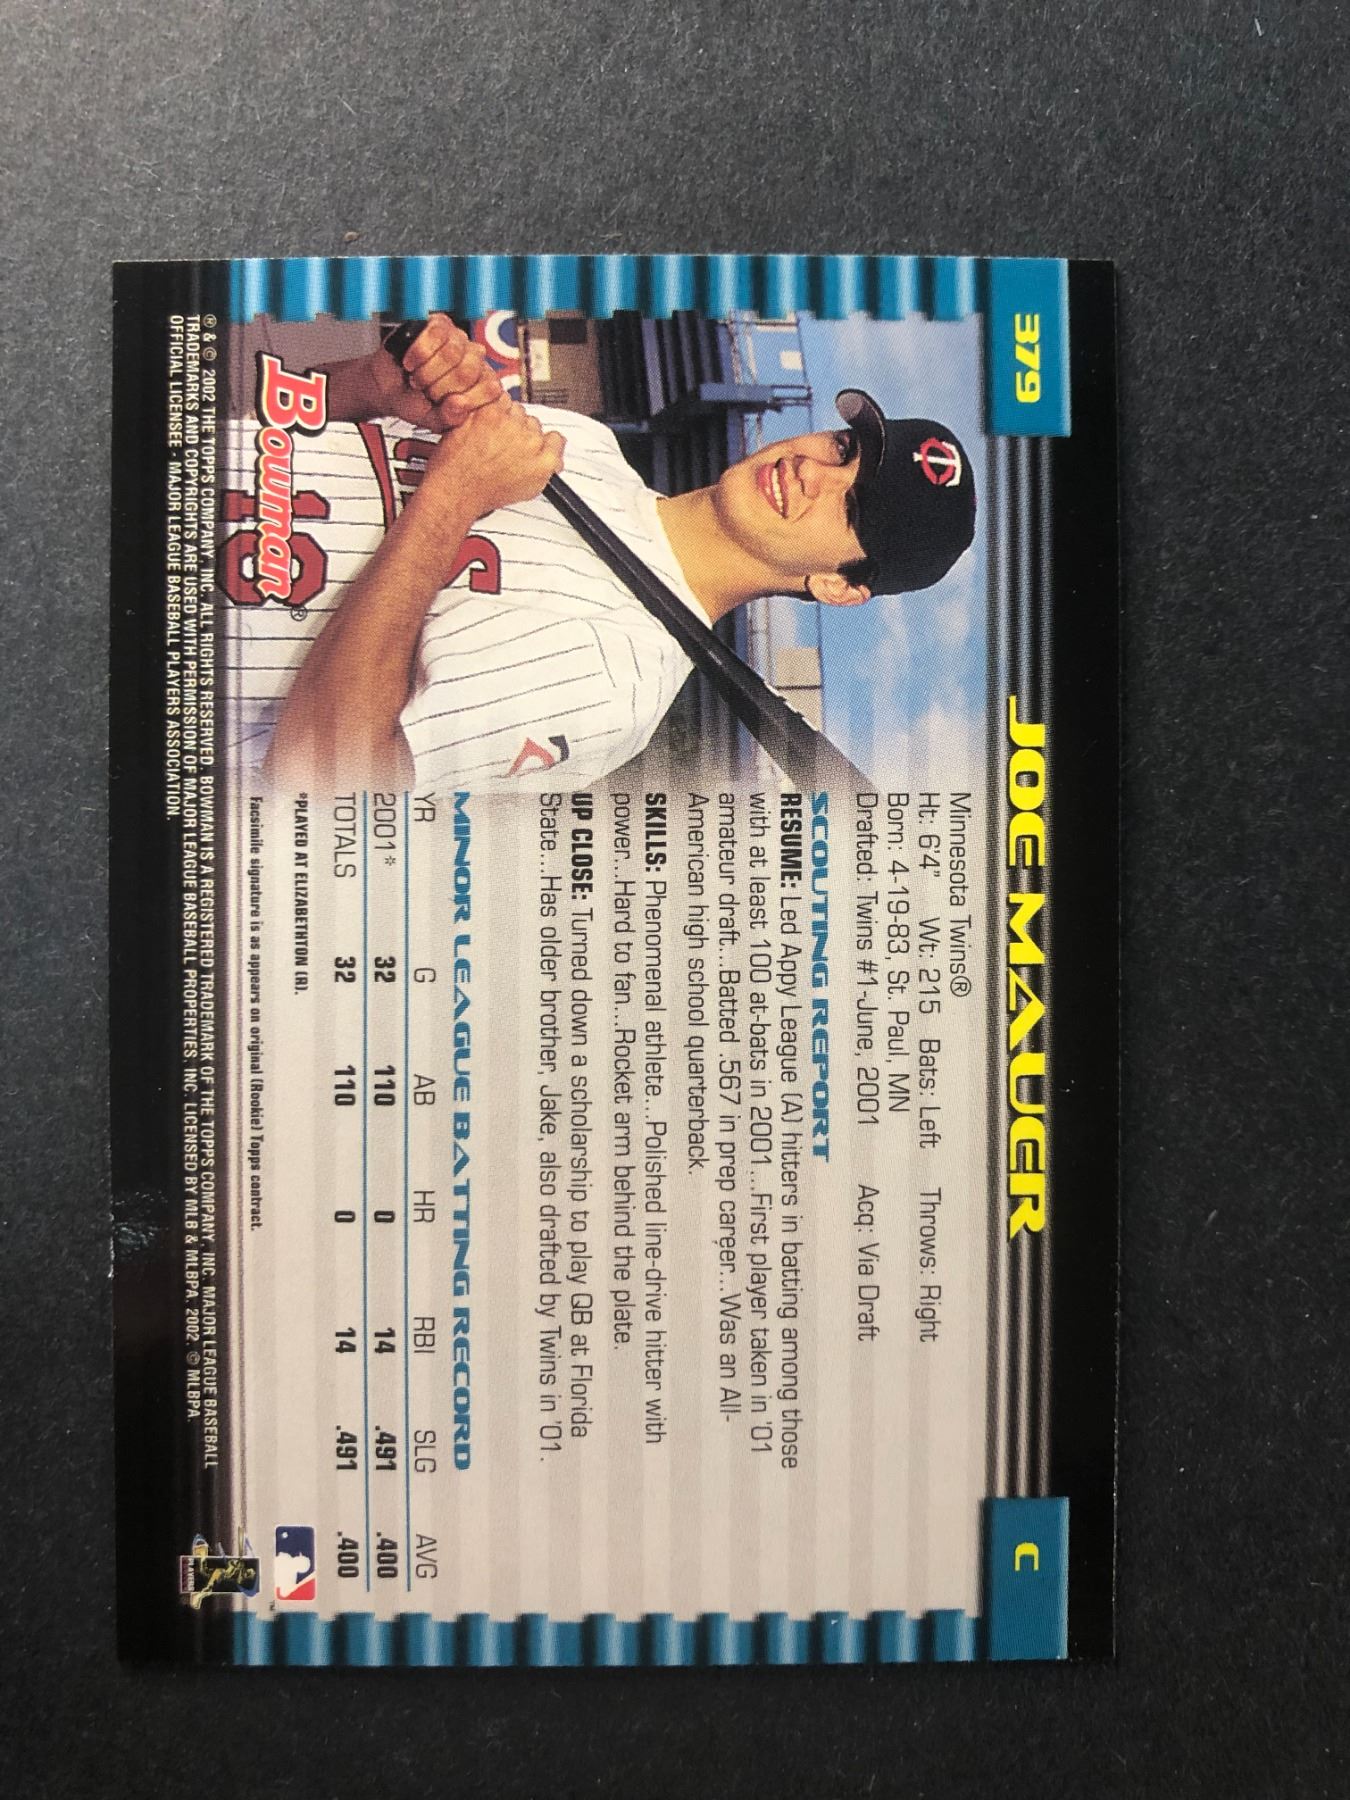 379
JOE MAUER
C
Minnesota Twins®
Ht: 6'4" Wt: 215 Bats: Left Throws: Right
Born: 4-19-83, St. Paul, MN
Drafted: Twins #1-June, 2001 Acq: Via Draft
SCOUTING REPORT
RESUME: Led Appy League (A) hitters in batting among those
with at least 100 at-bats in 2001...First player taken in '01
amateur draft...Batted .567 in prep career...Was an All-
American high school quarterback.
SKILLS: Phenomenal athlete...Polished line-drive hitter with
power...Hard to fan...Rocket arm behind the plate.
UP CLOSE: Turned down a scholarship to play QB at Florida
State...Has older brother, Jake, also drafted by Twins in '01.
MINOR LEAGUE BATTING RECORD
YR G AB HR RBI SLG AVG
2001* 32 110 0 14 .491 .400
TOTALS 32 110 0 14 .491 .400
*PLAYED AT ELIZABETHTON (R).
Facsimile signature is as appears on original (Rookie) Topps contract.
Bowman®
® & © 2002 THE TOPPS COMPANY, INC. ALL RIGHTS RESERVED. BOWMAN IS A REGISTERED TRADEMARK OF THE TOPPS COMPANY, INC. MAJOR LEAGUE BASEBALL
TRADEMARKS AND COPYRIGHTS ARE USED WITH PERMISSION OF MAJOR LEAGUE BASEBALL PROPERTIES, INC. LICENSED BY MLB & MLBPA. 2002. © MLBPA
OFFICIAL LICENSEE - MAJOR LEAGUE BASEBALL PLAYERS ASSOCIATION.